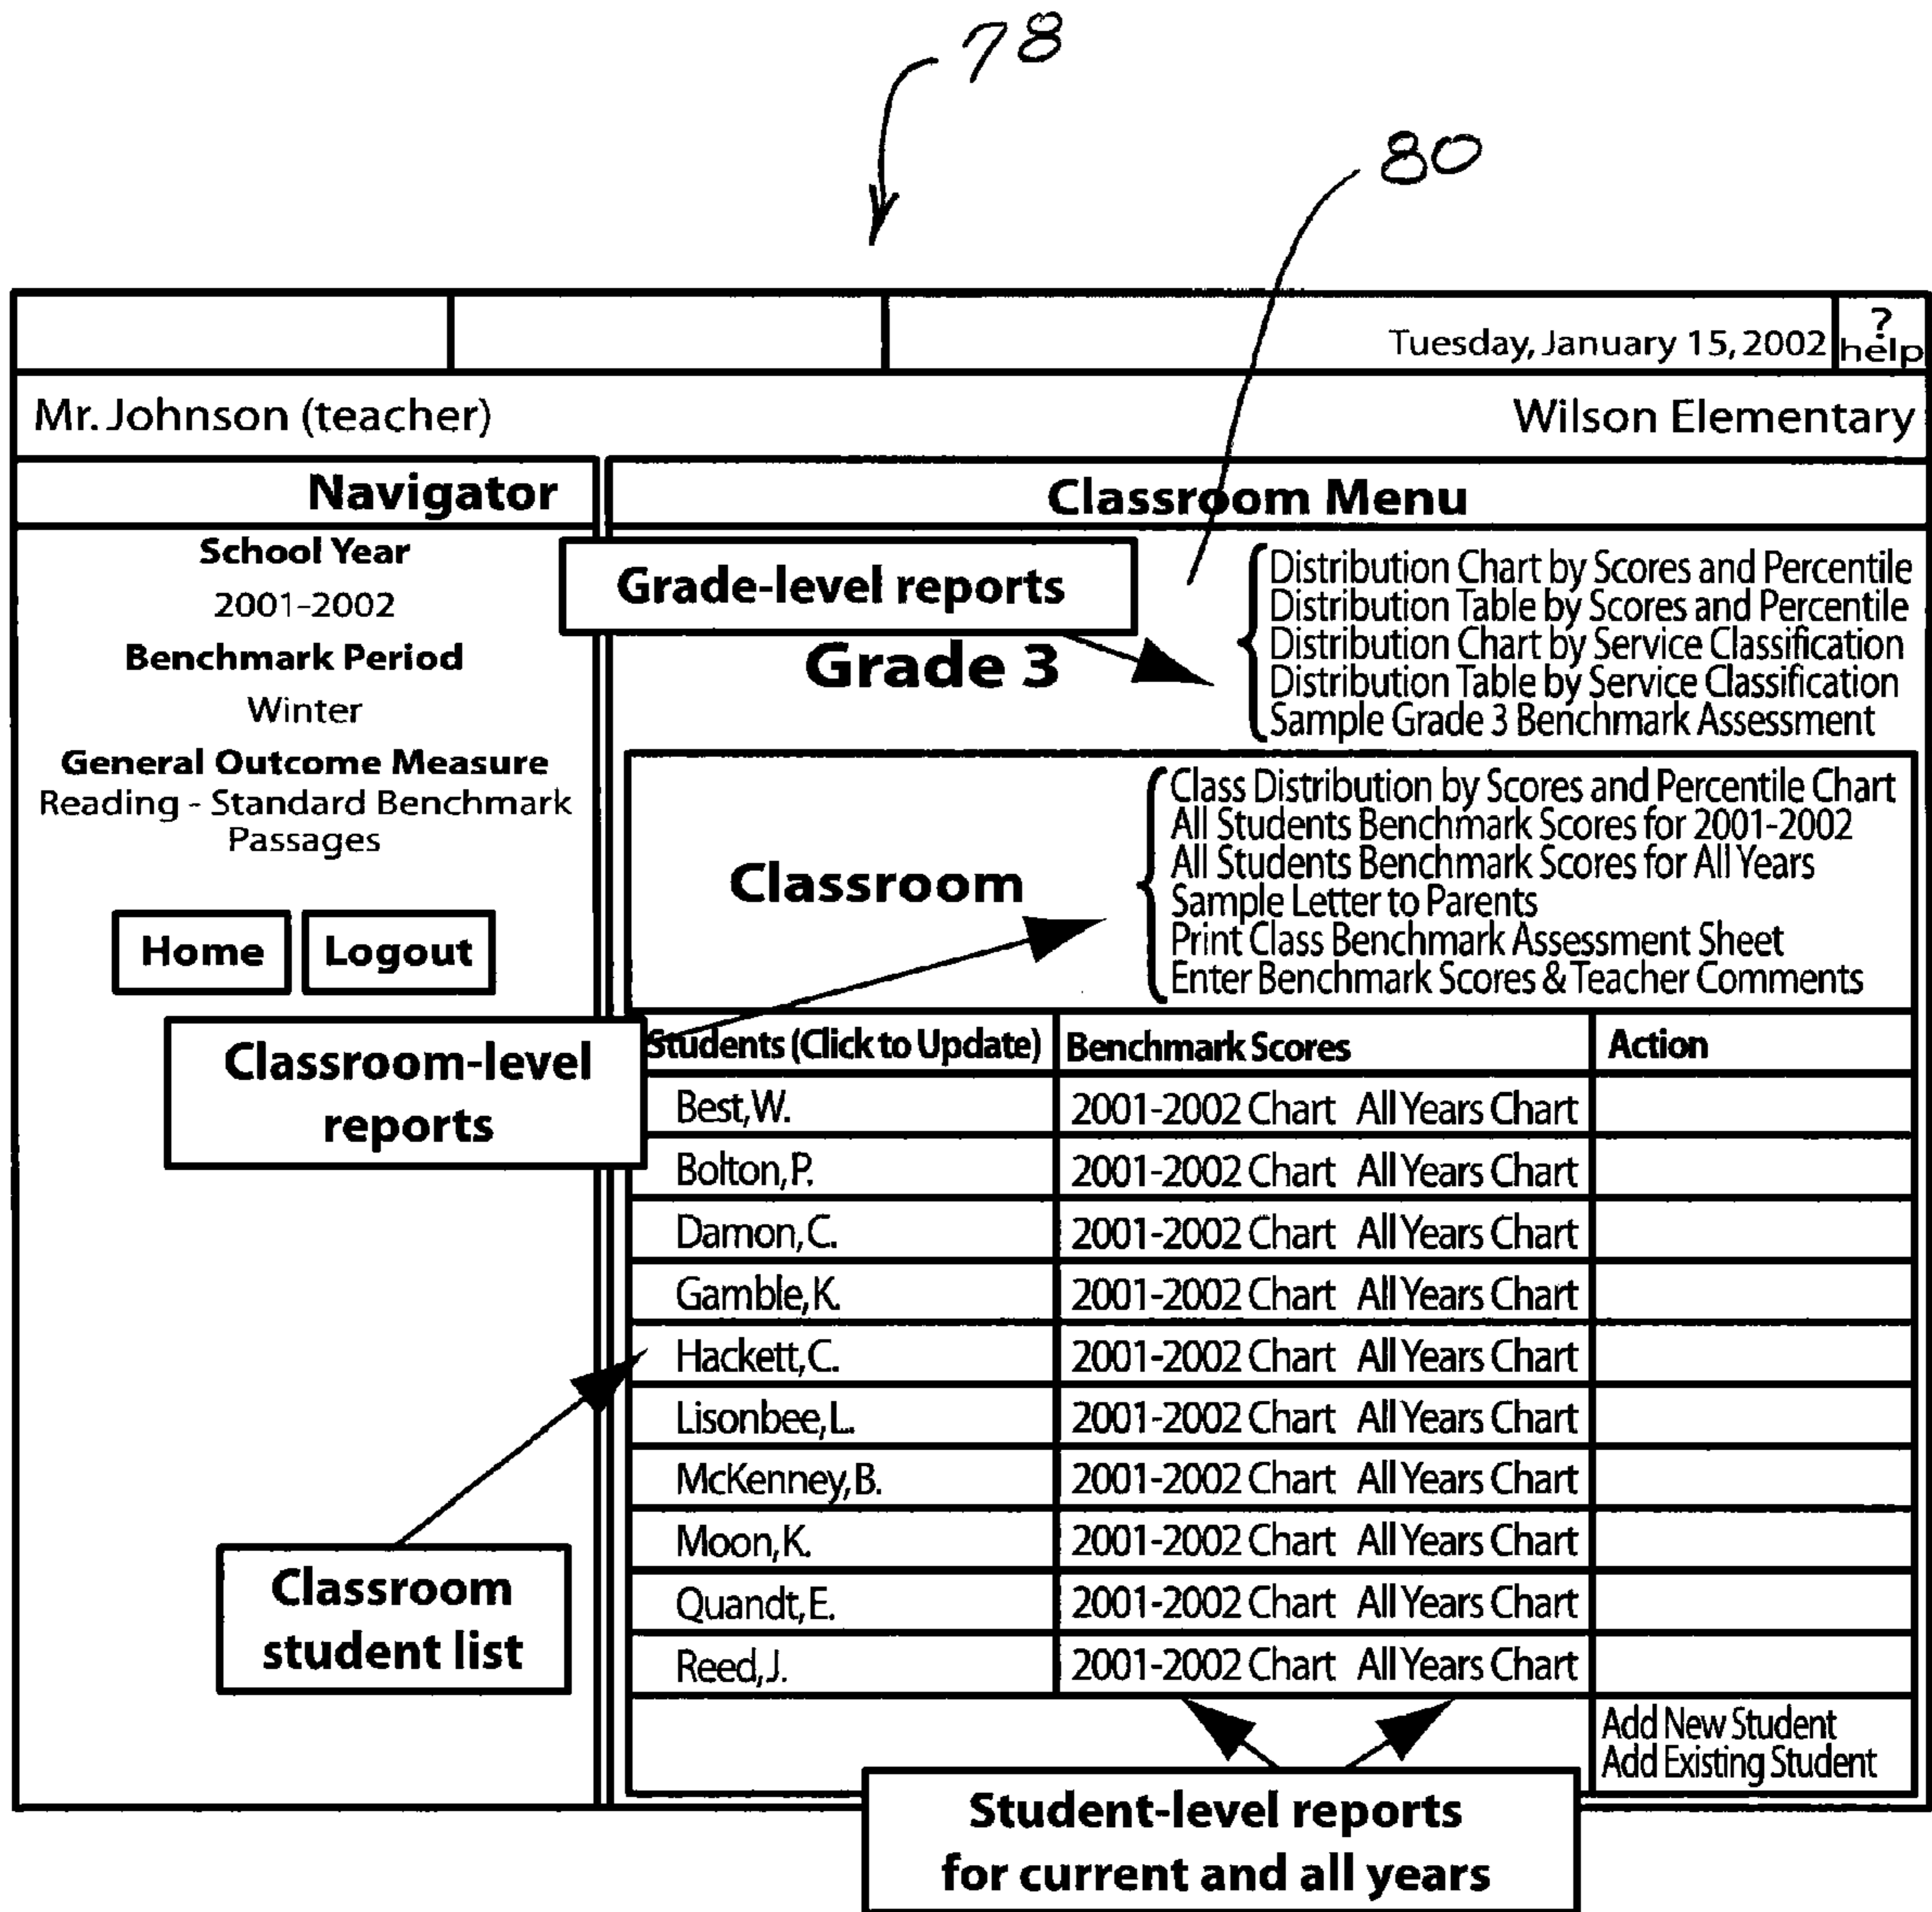 78
80
Tuesday, January 15, 2002
?
help
Mr. Johnson (teacher)
Wilson Elementary
Navigator
School Year
2001-2002
Benchmark Period
Winter
General Outcome Measure
Reading - Standard Benchmark
Passages
Home
Logout
Classroom Menu
Grade-level reports
Grade 3
Distribution Chart by Scores and Percentile
Distribution Table by Scores and Percentile
Distribution Chart by Service Classification
Distribution Table by Service Classification
Sample Grade 3 Benchmark Assessment
Classroom
Class Distribution by Scores and Percentile Chart
All Students Benchmark Scores for 2001-2002
All Students Benchmark Scores for All Years
Sample Letter to Parents
Print Class Benchmark Assessment Sheet
Enter Benchmark Scores & Teacher Comments
Classroom-level
reports
Students (Click to Update) Benchmark Scores Action
Best, W. 2001-2002 Chart All Years Chart
Bolton, P. 2001-2002 Chart All Years Chart
Damon, C. 2001-2002 Chart All Years Chart
Gamble, K. 2001-2002 Chart All Years Chart
Hackett, C. 2001-2002 Chart All Years Chart
Lisonbee, L. 2001-2002 Chart All Years Chart
McKenney, B. 2001-2002 Chart All Years Chart
Moon, K. 2001-2002 Chart All Years Chart
Quandt, E. 2001-2002 Chart All Years Chart
Reed, J. 2001-2002 Chart All Years Chart
Classroom
student list
Add New Student
Add Existing Student
Student-level reports
for current and all years